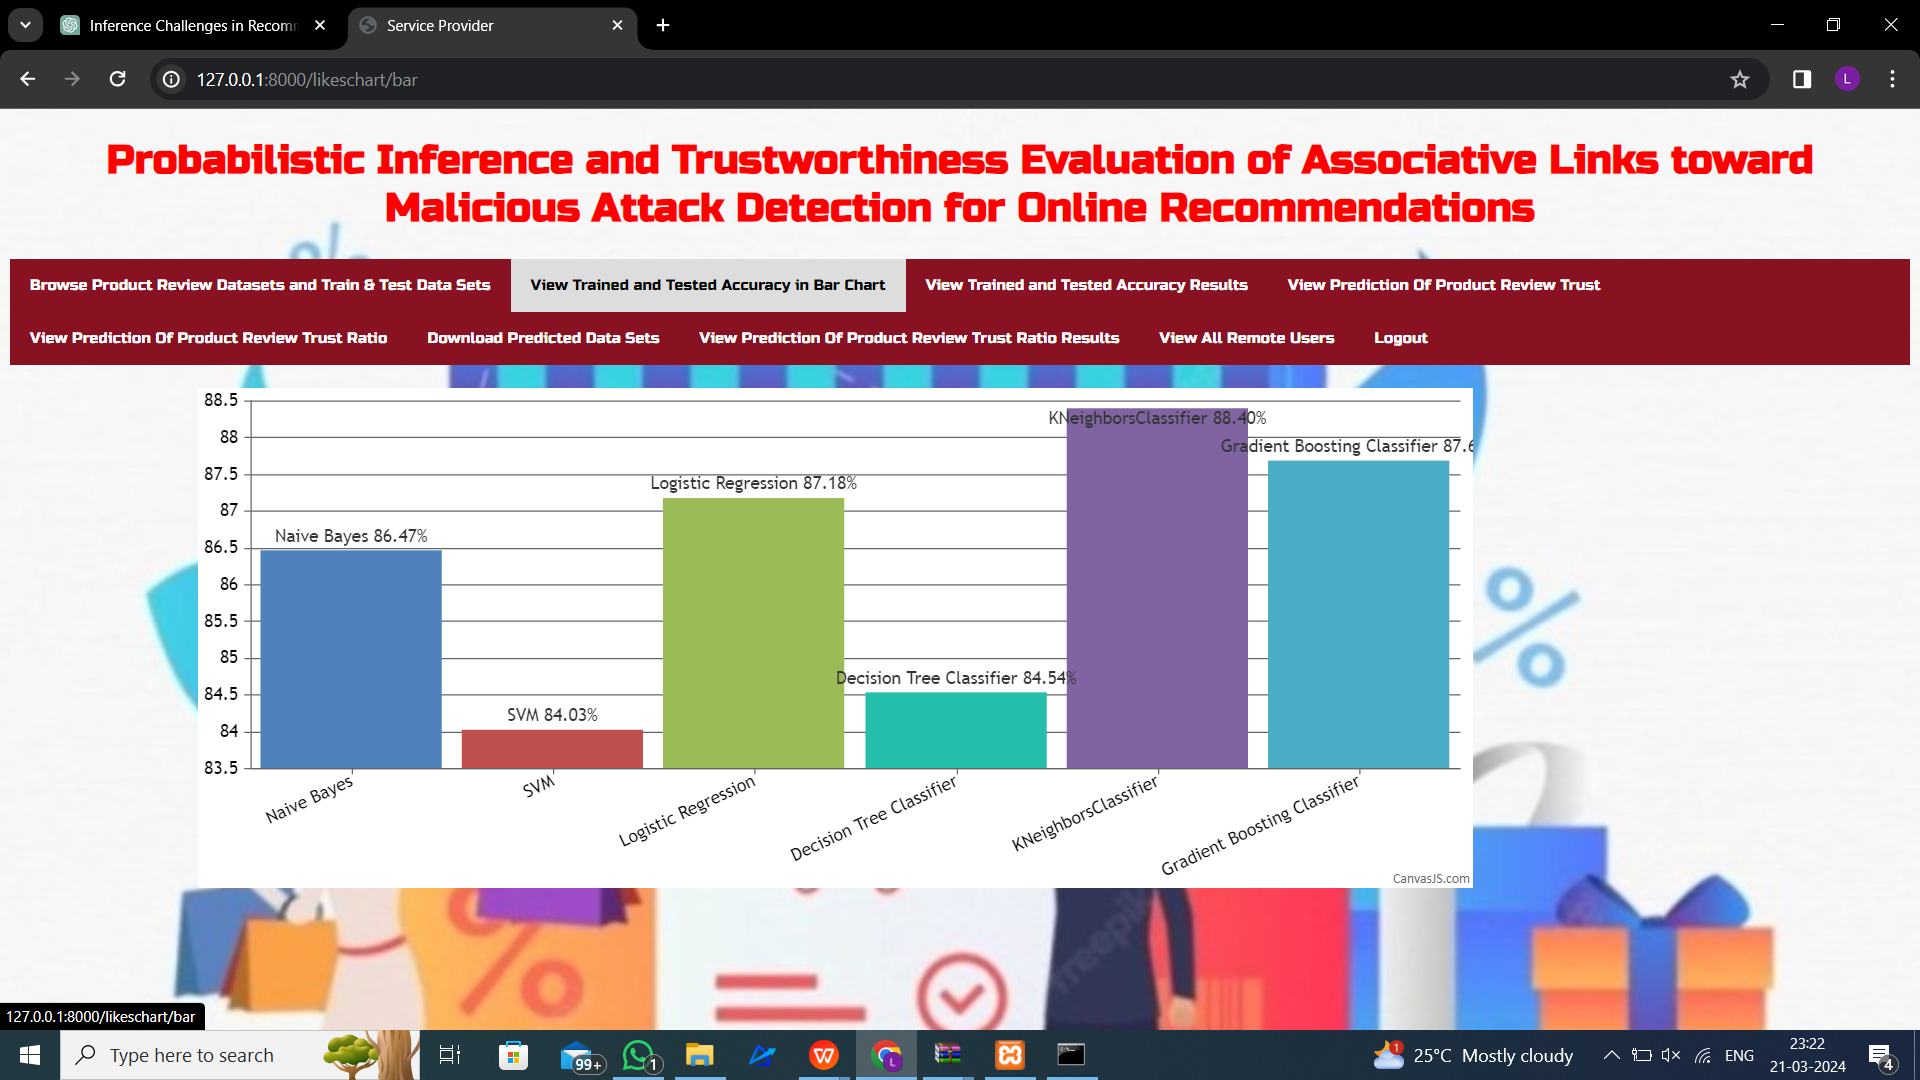 Inference Challenges in Recomm
Service Provider
127.0.0.1:8000/likeschart/bar
L
Probabilistic Inference and Trustworthiness Evaluation of Associative Links toward
Malicious Attack Detection for Online Recommendations
Browse Product Review Datasets and Train & Test Data Sets
View Trained and Tested Accuracy in Bar Chart
View Trained and Tested Accuracy Results
View Prediction Of Product Review Trust
View Prediction Of Product Review Trust Ratio
Download Predicted Data Sets
View Prediction Of Product Review Trust Ratio Results
View All Remote Users
Logout
88.5
88
87.5
87
86.5
86
85.5
85
84.5
84
83.5
Naive Bayes 86.47%
SVM 84.03%
Logistic Regression 87.18%
Decision Tree Classifier 84.54%
KNeighborsClassifier 88.40%
Gradient Boosting Classifier 87.6
Naive Bayes
SVM
Logistic Regression
Decision Tree Classifier
KNeighborsClassifier
Gradient Boosting Classifier
CanvasJS.com
freepik
127.0.0.1:8000/likeschart/bar
Type here to search
99+
1
L
1
25°C Mostly cloudy
ENG
23:22
21-03-2024
4